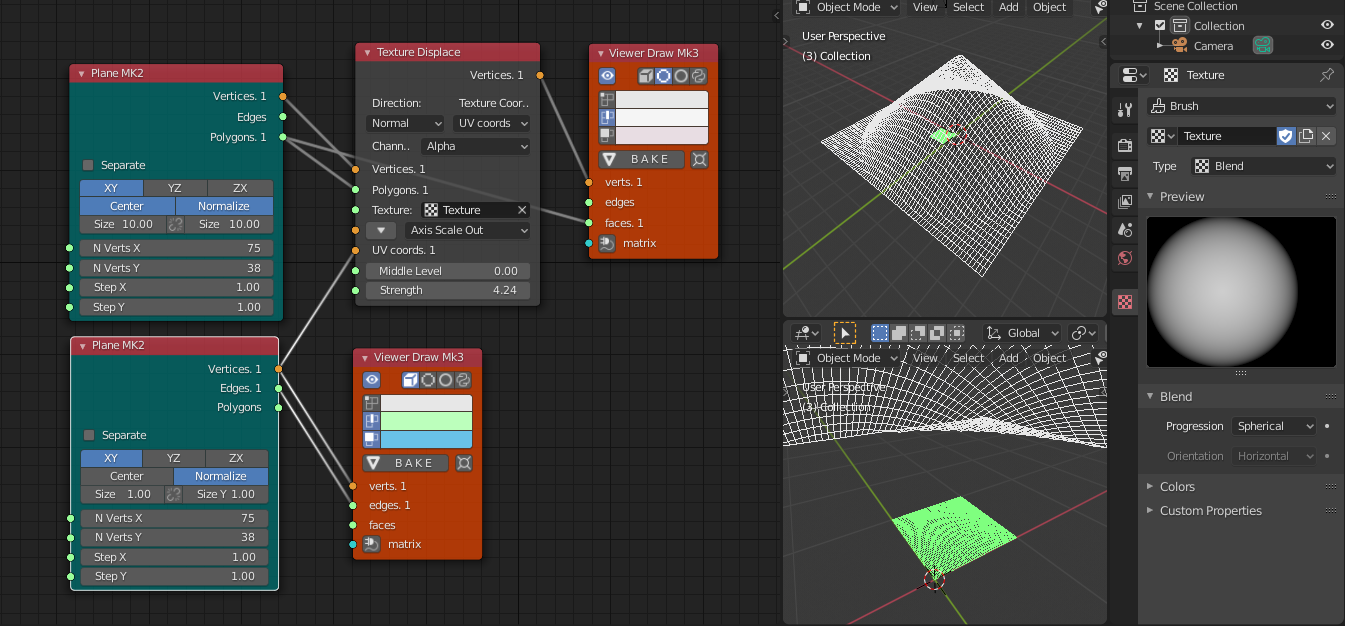 Plane MK2
Vertices. 1
Edges
Polygons. 1
Separate
XY YZ ZX
Center Normalize
Size 10.00 Size 10.00
N Verts X 75
N Verts Y 38
Step X 1.00
Step Y 1.00
Plane MK2
Vertices. 1
Edges. 1
Polygons
Separate
XY YZ ZX
Center Normalize
Size 1.00 Size Y 1.00
N Verts X 75
N Verts Y 38
Step X 1.00
Step Y 1.00
Texture Displace
Vertices. 1
Direction: Texture Coor..
Normal UV coords
Chann.. Alpha
Vertices. 1
Polygons. 1
Texture: Texture
Axis Scale Out
UV coords. 1
Middle Level 0.00
Strength 4.24
Viewer Draw Mk3
BAKE
verts. 1
edges. 1
faces
matrix
Viewer Draw Mk3
BAKE
verts. 1
edges
faces. 1
matrix
Object Mode View Select Add Object
User Perspective
(3) Collection
Global
Object Mode View Select Add Object
User Perspective
(3) Collection
Scene Collection
Collection
Camera
Texture
Brush
Texture
Type Blend
Preview
Blend
Progression Spherical
Orientation Horizontal
Colors
Custom Properties